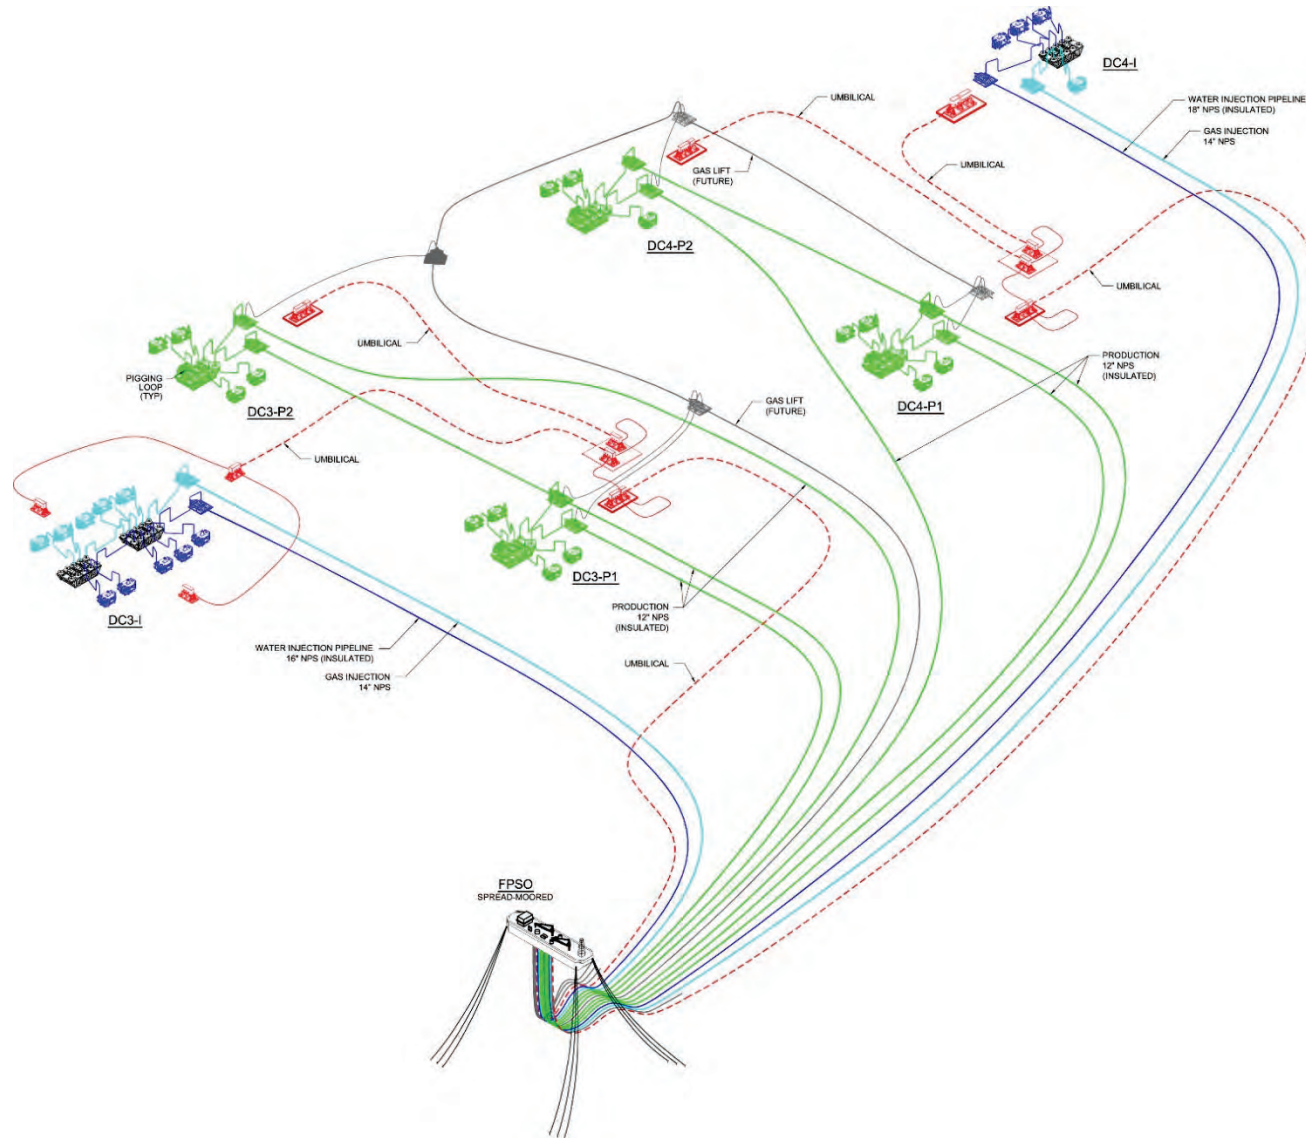 DC4-I
UMBILICAL
WATER INJECTION PIPELINE
18" NPS (INSULATED)
GAS INJECTION
14" NPS
GAS LIFT
(FUTURE)
UMBILICAL
DC4-P2
UMBILICAL
UMBILICAL
PRODUCTION
12" NPS
(INSULATED)
PIGGING
LOOP
(TYP)
DC3-P2
GAS LIFT
(FUTURE)
DC4-P1
UMBILICAL
DC3-P1
DC3-I
PRODUCTION
12" NPS
(INSULATED)
WATER INJECTION PIPELINE
16" NPS (INSULATED)
GAS INJECTION
14" NPS
UMBILICAL
FPSO
SPREAD-MOORED